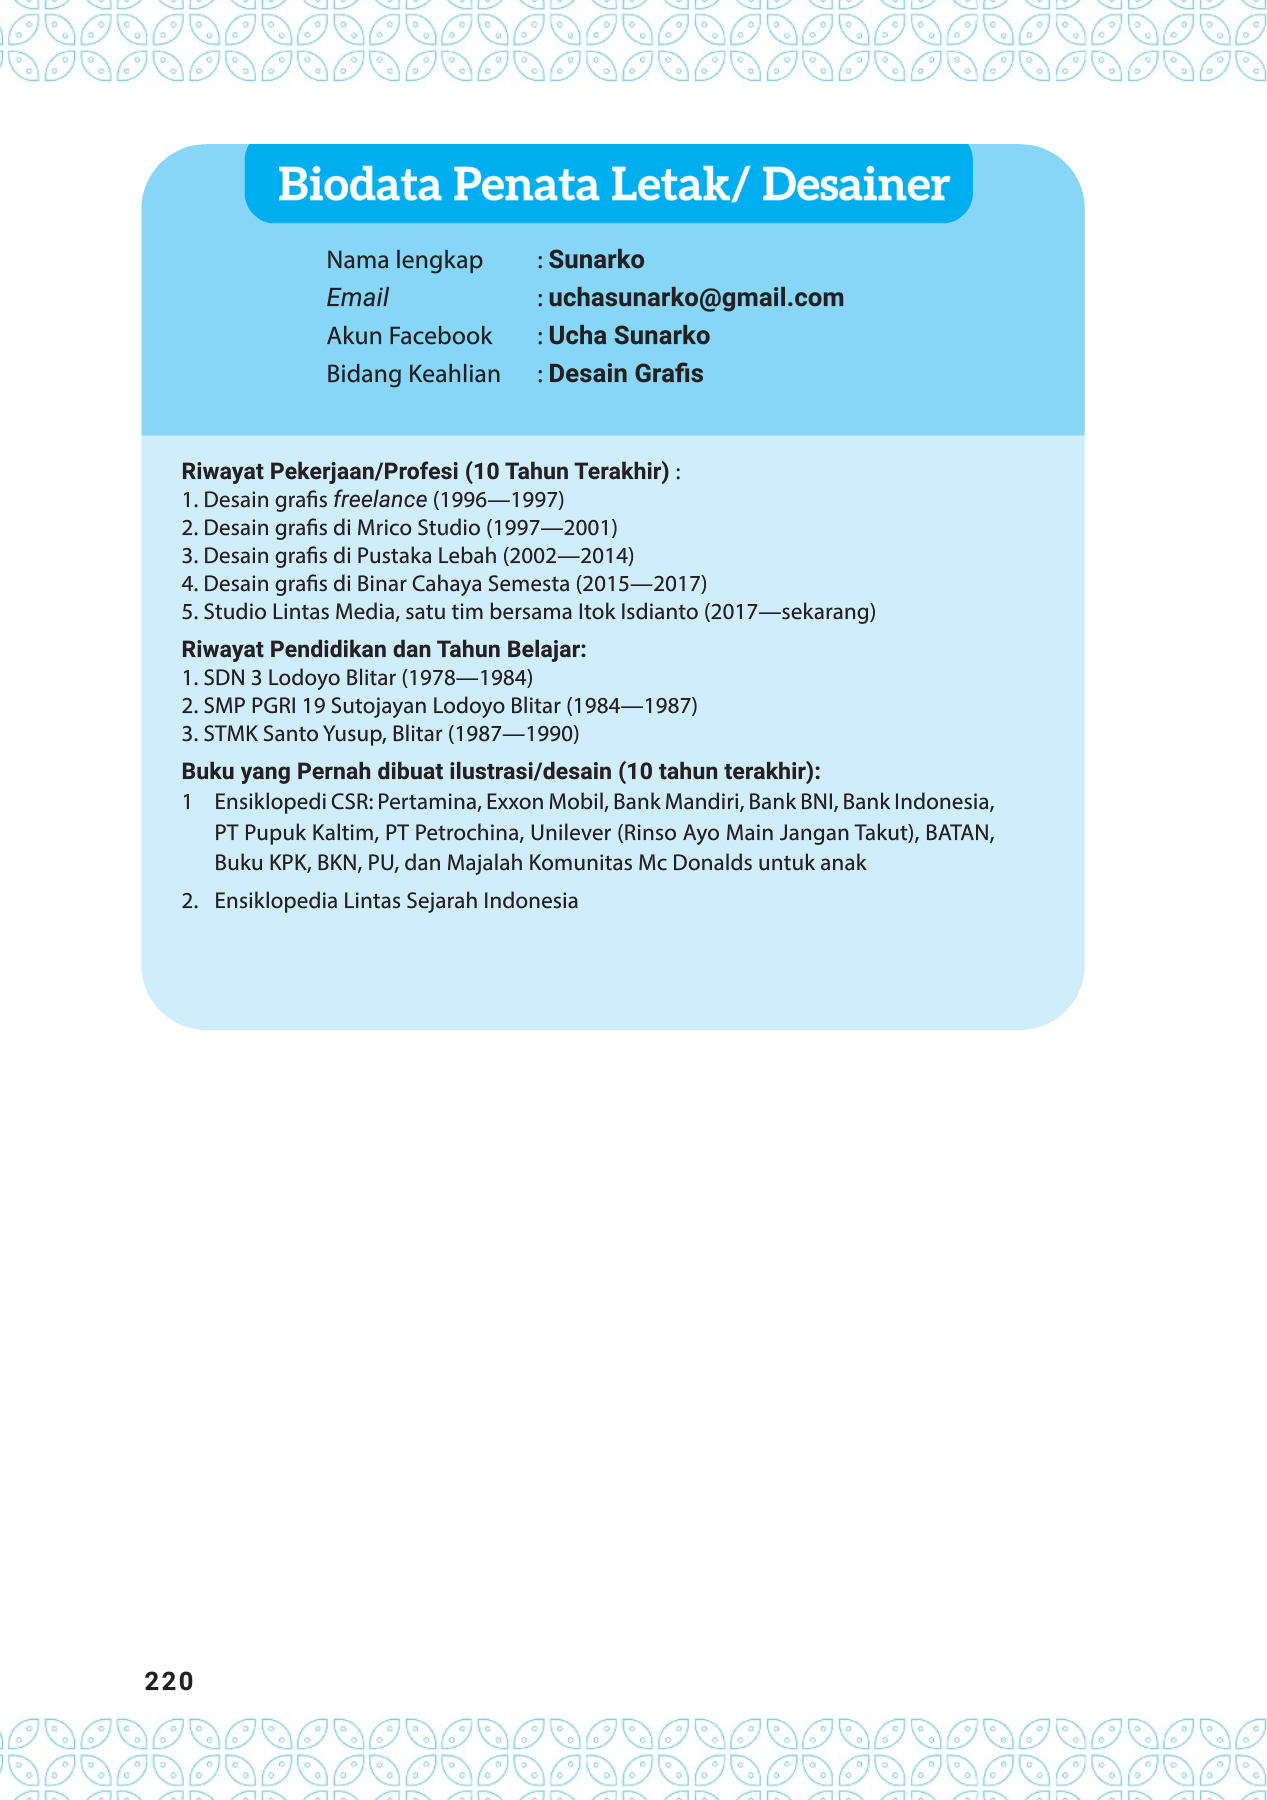 Biodata Penata Letak/ Desainer
Nama lengkap : Sunarko
Email : uchasunarko@gmail.com
Akun Facebook : Ucha Sunarko
Bidang Keahlian : Desain Grafis
Riwayat Pekerjaan/Profesi (10 Tahun Terakhir) :
1. Desain grafis freelance (1996—1997)
2. Desain grafis di Mrico Studio (1997—2001)
3. Desain grafis di Pustaka Lebah (2002—2014)
4. Desain grafis di Binar Cahaya Semesta (2015—2017)
5. Studio Lintas Media, satu tim bersama Itok Isdianto (2017—sekarang)
Riwayat Pendidikan dan Tahun Belajar:
1. SDN 3 Lodoyo Blitar (1978—1984)
2. SMP PGRI 19 Sutojayan Lodoyo Blitar (1984—1987)
3. STMK Santo Yusup, Blitar (1987—1990)
Buku yang Pernah dibuat ilustrasi/desain (10 tahun terakhir):
1 Ensiklopedi CSR: Pertamina, Exxon Mobil, Bank Mandiri, Bank BNI, Bank Indonesia,
PT Pupuk Kaltim, PT Petrochina, Unilever (Rinso Ayo Main Jangan Takut), BATAN,
Buku KPK, BKN, PU, dan Majalah Komunitas Mc Donalds untuk anak
2. Ensiklopedia Lintas Sejarah Indonesia
220